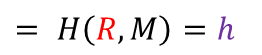 = H(R, M) = h